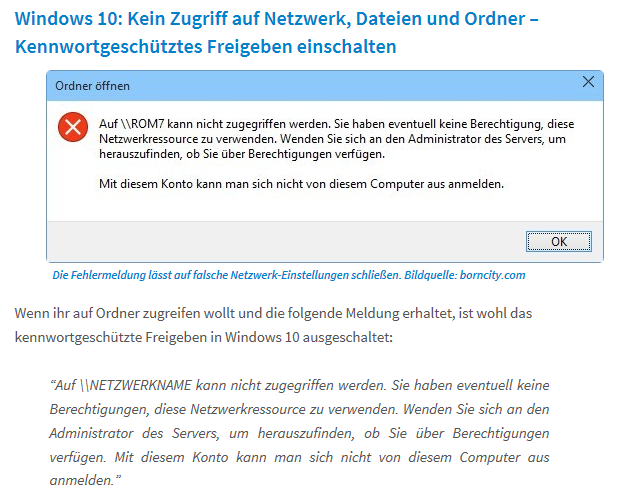 Windows 10: Kein Zugriff auf Netzwerk, Dateien und Ordner –
Kennwortgeschütztes Freigeben einschalten
Ordner öffnen
Auf \\ROM7 kann nicht zugegriffen werden. Sie haben eventuell keine Berechtigung, diese
Netzwerkressource zu verwenden. Wenden Sie sich an den Administrator des Servers, um
herauszufinden, ob Sie über Berechtigungen verfügen.
Mit diesem Konto kann man sich nicht von diesem Computer aus anmelden.
OK
Die Fehlermeldung lässt auf falsche Netzwerk-Einstellungen schließen. Bildquelle: borncity.com
Wenn ihr auf Ordner zugreifen wollt und die folgende Meldung erhaltet, ist wohl das
kennwortgeschützte Freigeben in Windows 10 ausgeschaltet:
“Auf \\NETZWERKNAME kann nicht zugegriffen werden. Sie haben eventuell keine
Berechtigungen, diese Netzwerkressource zu verwenden. Wenden Sie sich an den
Administrator des Servers, um herauszufinden, ob Sie über Berechtigungen
verfügen. Mit diesem Konto kann man sich nicht von diesem Computer aus
anmelden.”